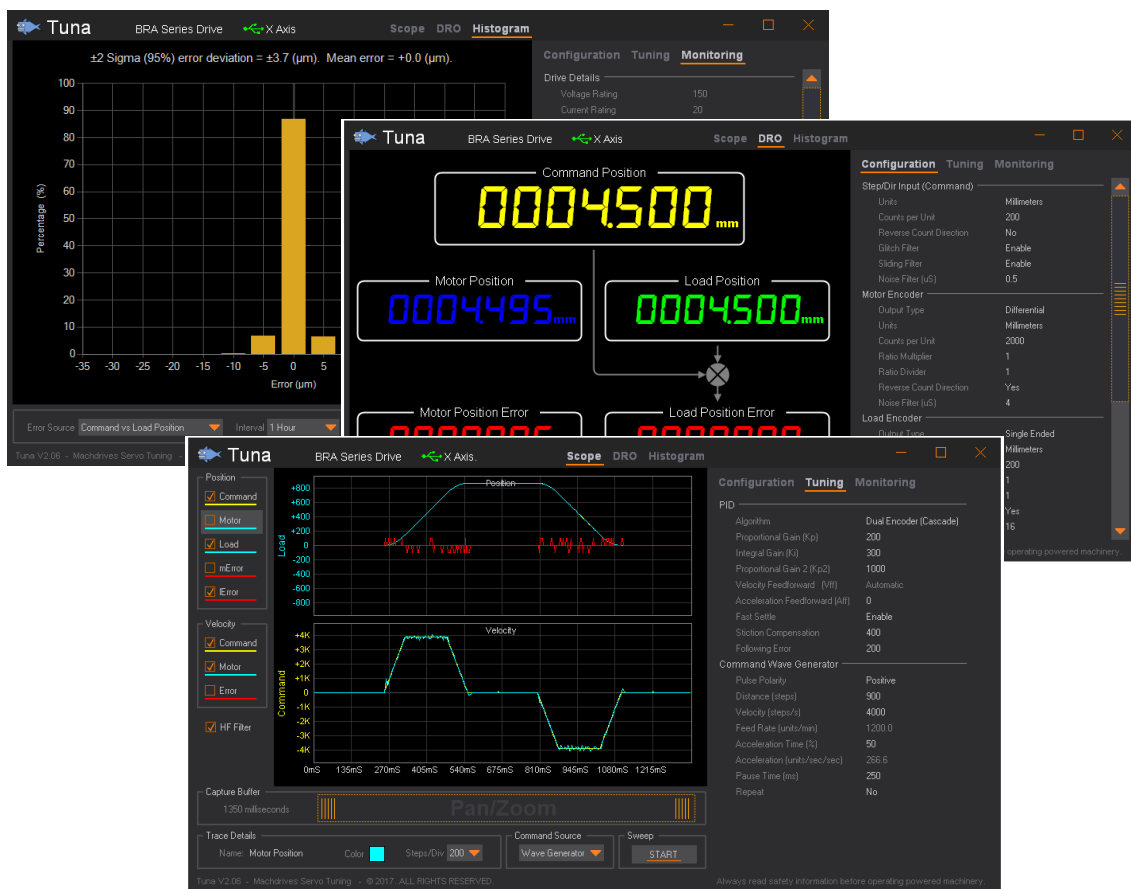 Tuna BRA Series Drive X Axis Scope DRO Histogram
±2 Sigma (95%) error deviation = ±3.7 (µm). Mean error = +0.0 (µm).
Configuration Tuning Monitoring
Drive Details
Voltage Rating 150
Current Rating 20
Percentage (%)
100
90
80
70
60
50
40
30
20
10
0
-35 -30 -25 -20 -15 -10 -5 0 5
Error (µm)
Error Source Command vs Load Position Interval 1 Hour
Tuna V2.06 - Machdrives Servo Tuning -
Tuna BRA Series Drive X Axis Scope DRO Histogram
Command Position
0004.500 mm
Motor Position
0004.495 mm
Load Position
0004.500 mm
Motor Position Error
Load Position Error
Configuration Tuning Monitoring
Step/Dir Input (Command)
Units Millimeters
Counts per Unit 200
Reverse Count Direction No
Glitch Filter Enable
Sliding Filter Enable
Noise Filter (uS) 0.5
Motor Encoder
Output Type Differential
Units Millimeters
Counts per Unit 2000
Ratio Multiplier 1
Ratio Divider 1
Reverse Count Direction Yes
Noise Filter (uS) 4
Load Encoder
Output Type Single Ended
Millimeters
200
1
1
Yes
16
operating powered machinery.
Tuna BRA Series Drive X Axis. Scope DRO Histogram
Position
Command
Motor
Load
mError
lError
Velocity
Command
Motor
Error
HF Filter
Position
Load
+800
+600
+400
+200
0
-200
-400
-600
-800
Velocity
Command
+4K
+3K
+2K
+1K
0
-1K
-2K
-3K
-4K
0mS 135mS 270mS 405mS 540mS 675mS 810mS 945mS 1080mS 1215mS
Capture Buffer
1350 milliseconds
Pan/Zoom
Trace Details
Name: Motor Position Color Steps/Div 200
Command Source
Wave Generator
Sweep
START
Configuration Tuning Monitoring
PID
Algorithm Dual Encoder (Cascade)
Proportional Gain (Kp) 200
Integral Gain (Ki) 300
Proportional Gain 2 (Kp2) 1000
Velocity Feedforward (Vff) Automatic
Acceleration Feedforward (Aff) 0
Fast Settle Enable
Stiction Compensation 400
Following Error 200
Command Wave Generator
Pulse Polarity Positive
Distance (steps) 900
Velocity (steps/s) 4000
Feed Rate (units/min) 1200.0
Acceleration Time (%) 50
Acceleration (units/sec/sec) 266.6
Pause Time (ms) 250
Repeat No
Tuna V2.06 - Machdrives Servo Tuning - © 2017. ALL RIGHTS RESERVED.
Always read safety information before operating powered machinery.